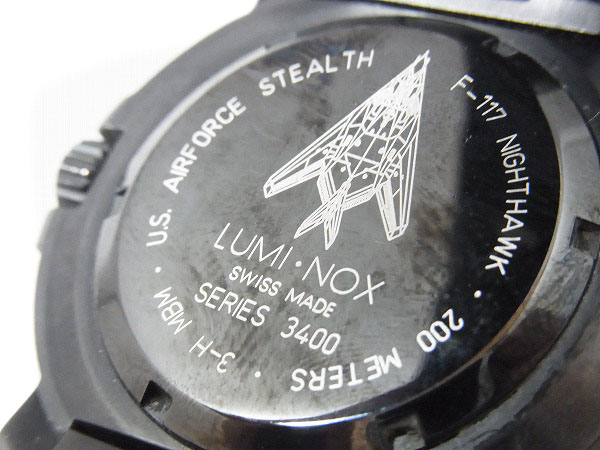 U.S. AIRFORCE STEALTH F-117 NIGHTHAWK · 200 METERS · 3-H MBM ·
LUMI·NOX
SWISS MADE
SERIES 3400